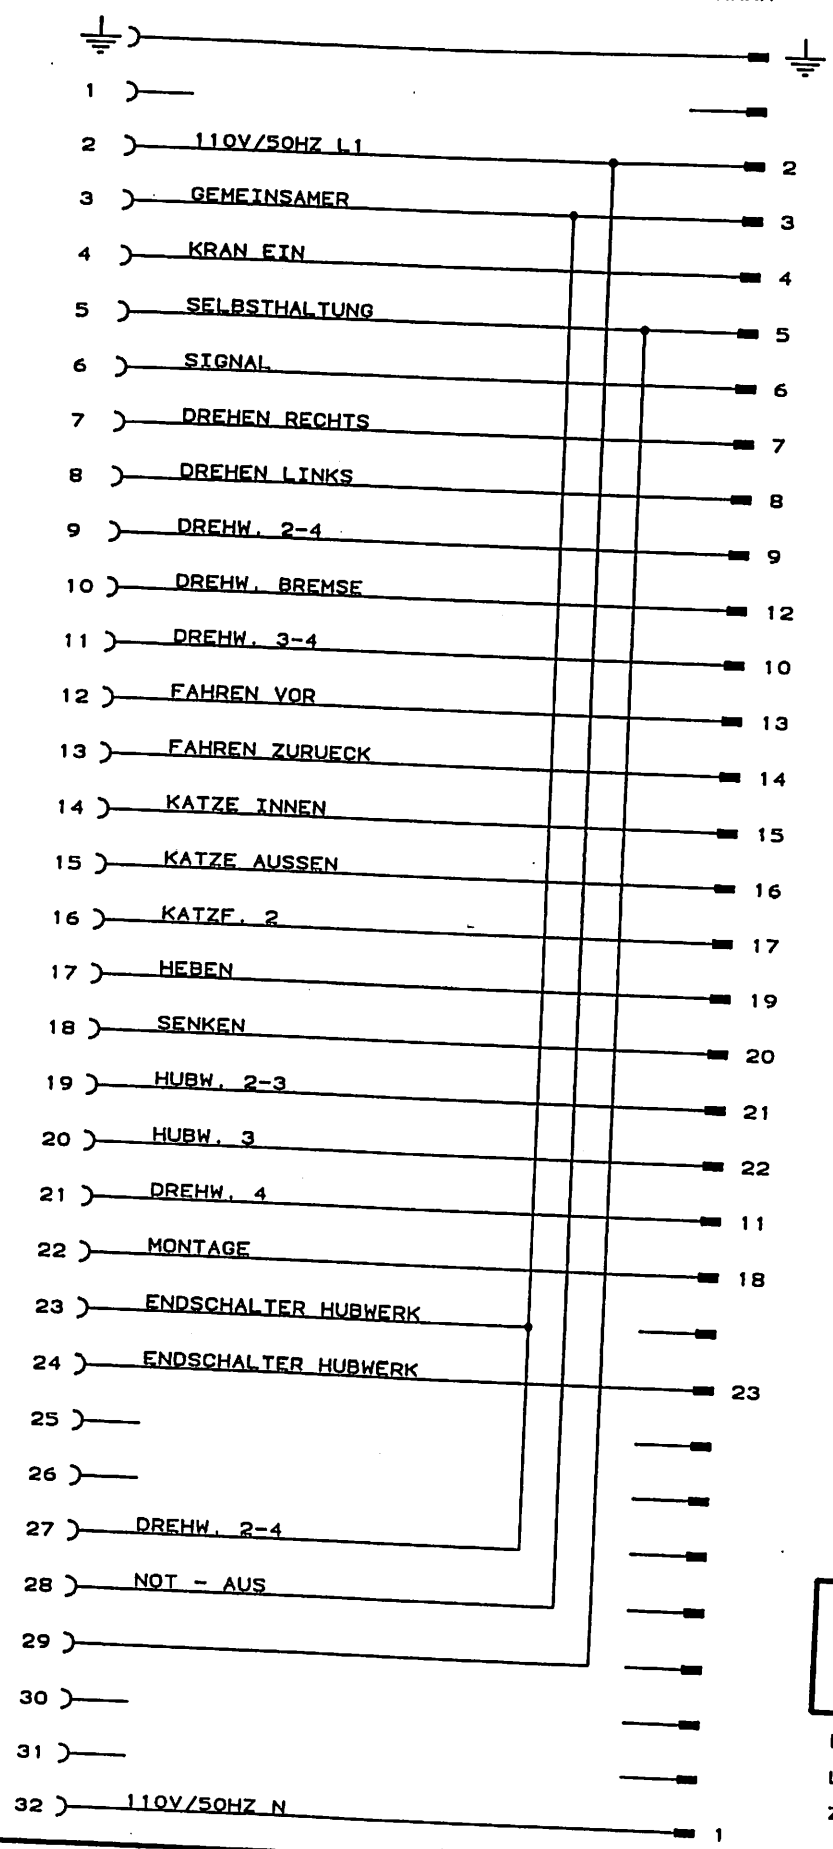 1
2 110V/50HZ L1 2
3 GEMEINSAMER 3
4 KRAN EIN 4
5 SELBSTHALTUNG 5
6 SIGNAL 6
7 DREHEN RECHTS 7
8 DREHEN LINKS 8
9 DREHW. 2-4 9
10 DREHW. BREMSE 12
11 DREHW. 3-4 10
12 FAHREN VOR 13
13 FAHREN ZURUECK 14
14 KATZE INNEN 15
15 KATZE AUSSEN 16
16 KATZF. 2 17
17 HEBEN 19
18 SENKEN 20
19 HUBW. 2-3 21
20 HUBW. 3 22
21 DREHW. 4 11
22 MONTAGE 18
23 ENDSCHALTER HUBWERK
24 ENDSCHALTER HUBWERK 23
25
26
27 DREHW. 2-4
28 NOT - AUS
29
30
31
32 110V/50HZ N 1